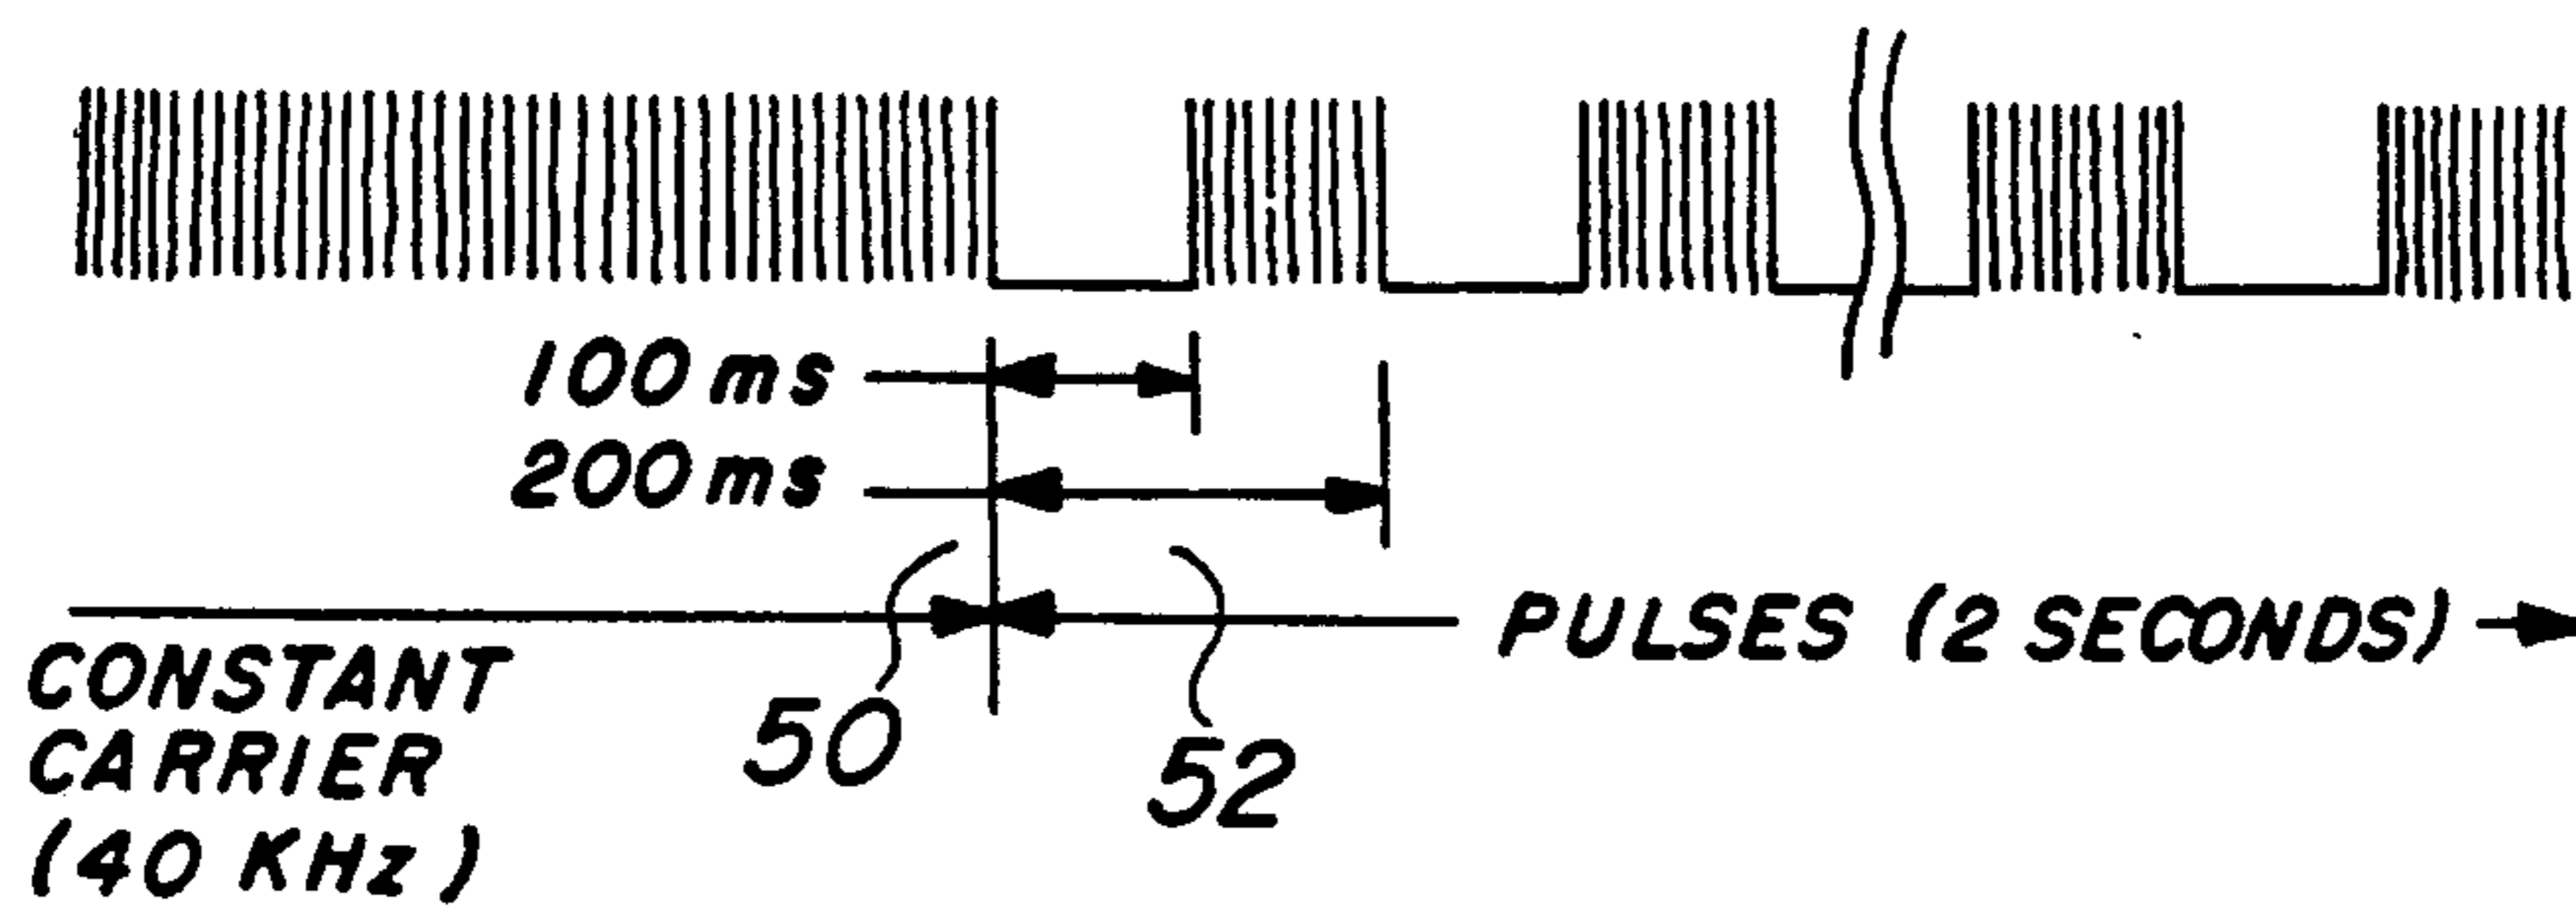 100 ms
200 ms
PULSES (2 SECONDS)
CONSTANT
CARRIER
(40 KHz)
50
52